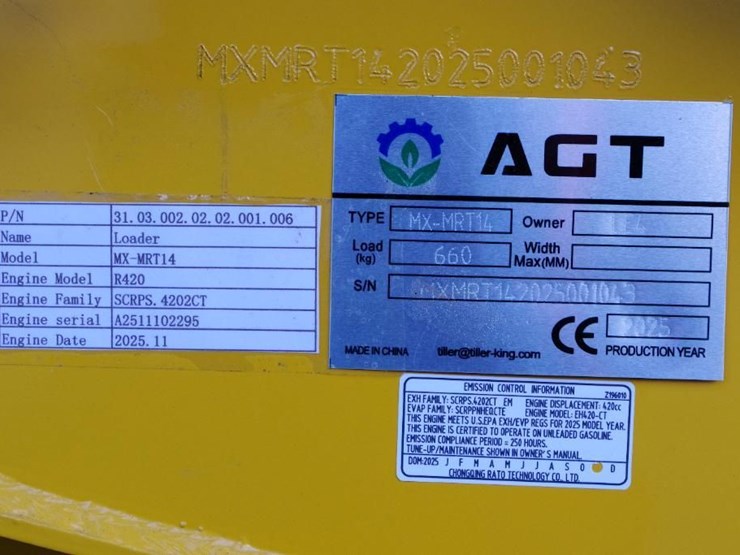 MXMRT142025001043
AGT
TYPE MX-MRT14 Owner
Load (kg) 660 Width Max(MM)
S/N MXMRT142025001043
CE 2025
MADE IN CHINA tiller@tiller-king.com PRODUCTION YEAR
P/N 31.03.002.02.02.001.006
Name Loader
Model MX-MRT14
Engine Model R420
Engine Family SCRPS.4202CT
Engine serial A2511102295
Engine Date 2025.11
EMISSION CONTROL INFORMATION Z196010
EXH FAMILY: SCRPS.4202CT EM ENGINE DISPLACEMENT: 420cc
EVAP FAMILY: SCRPPNHEQCTE ENGINE MODEL: EH420-CT
THIS ENGINE MEETS U.S.EPA EXH/EVP REGS FOR 2025 MODEL YEAR.
THIS ENGINE IS CERTIFIED TO OPERATE ON UNLEADED GASOLINE.
EMISSION COMPLIANCE PERIOD = 250 HOURS.
TUNE-UP/MAINTENANCE SHOWN IN OWNER'S MANUAL.
DOM:2025 J F M A M J J A S O D
CHONGQING RATO TECHNOLOGY CO., LTD.